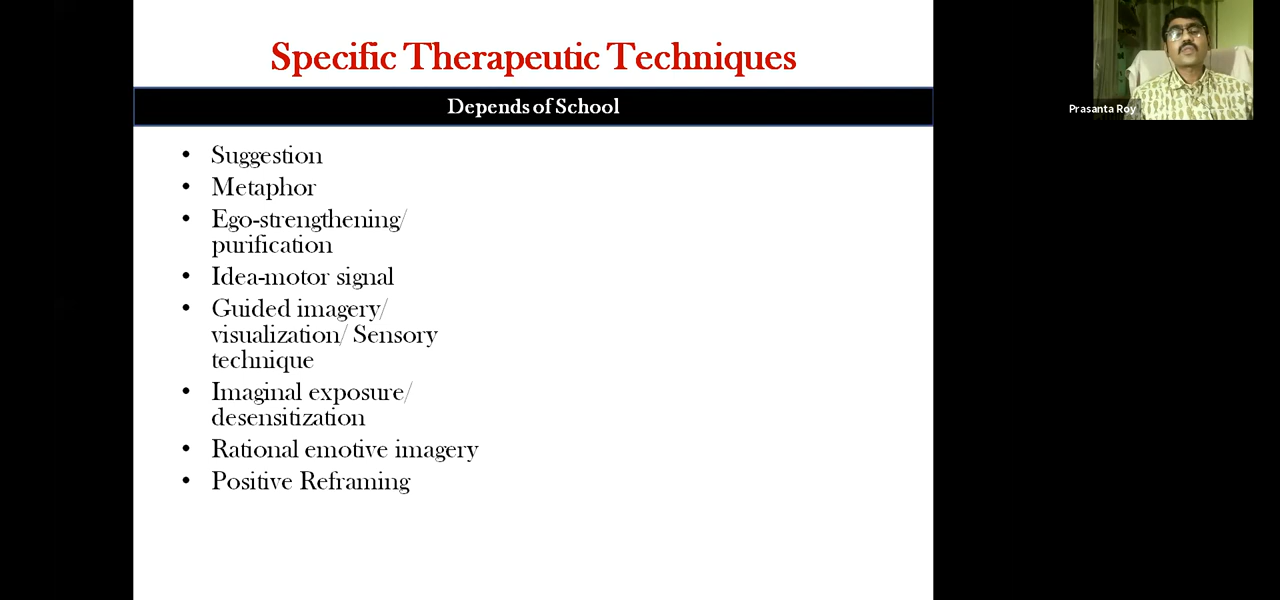 Specific Therapeutic Techniques
Depends of School
• Suggestion
• Metaphor
• Ego-strengthening/
purification
• Idea-motor signal
• Guided imagery/
visualization/ Sensory
technique
• Imaginal exposure/
desensitization
• Rational emotive imagery
• Positive Reframing
Prasanta Roy